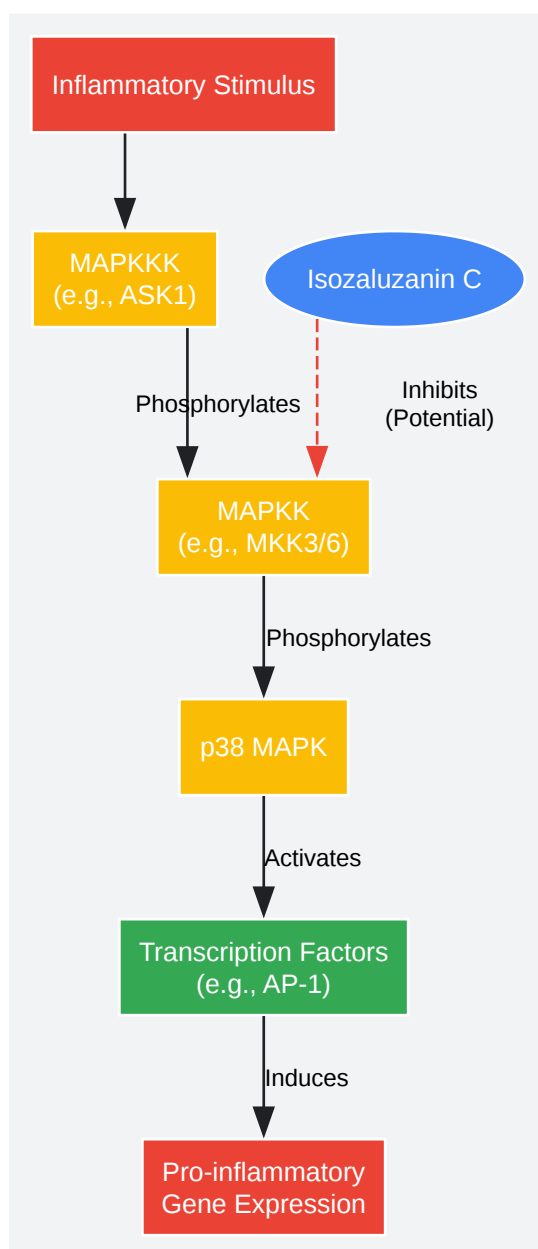 Inflammatory Stimulus
MAPKKK
(e.g., ASK1)
Isozaluzanin C
Phosphorylates
Inhibits
(Potential)
MAPKK
(e.g., MKK3/6)
Phosphorylates
p38 MAPK
Activates
Transcription Factors
(e.g., AP-1)
Induces
Pro-inflammatory
Gene Expression